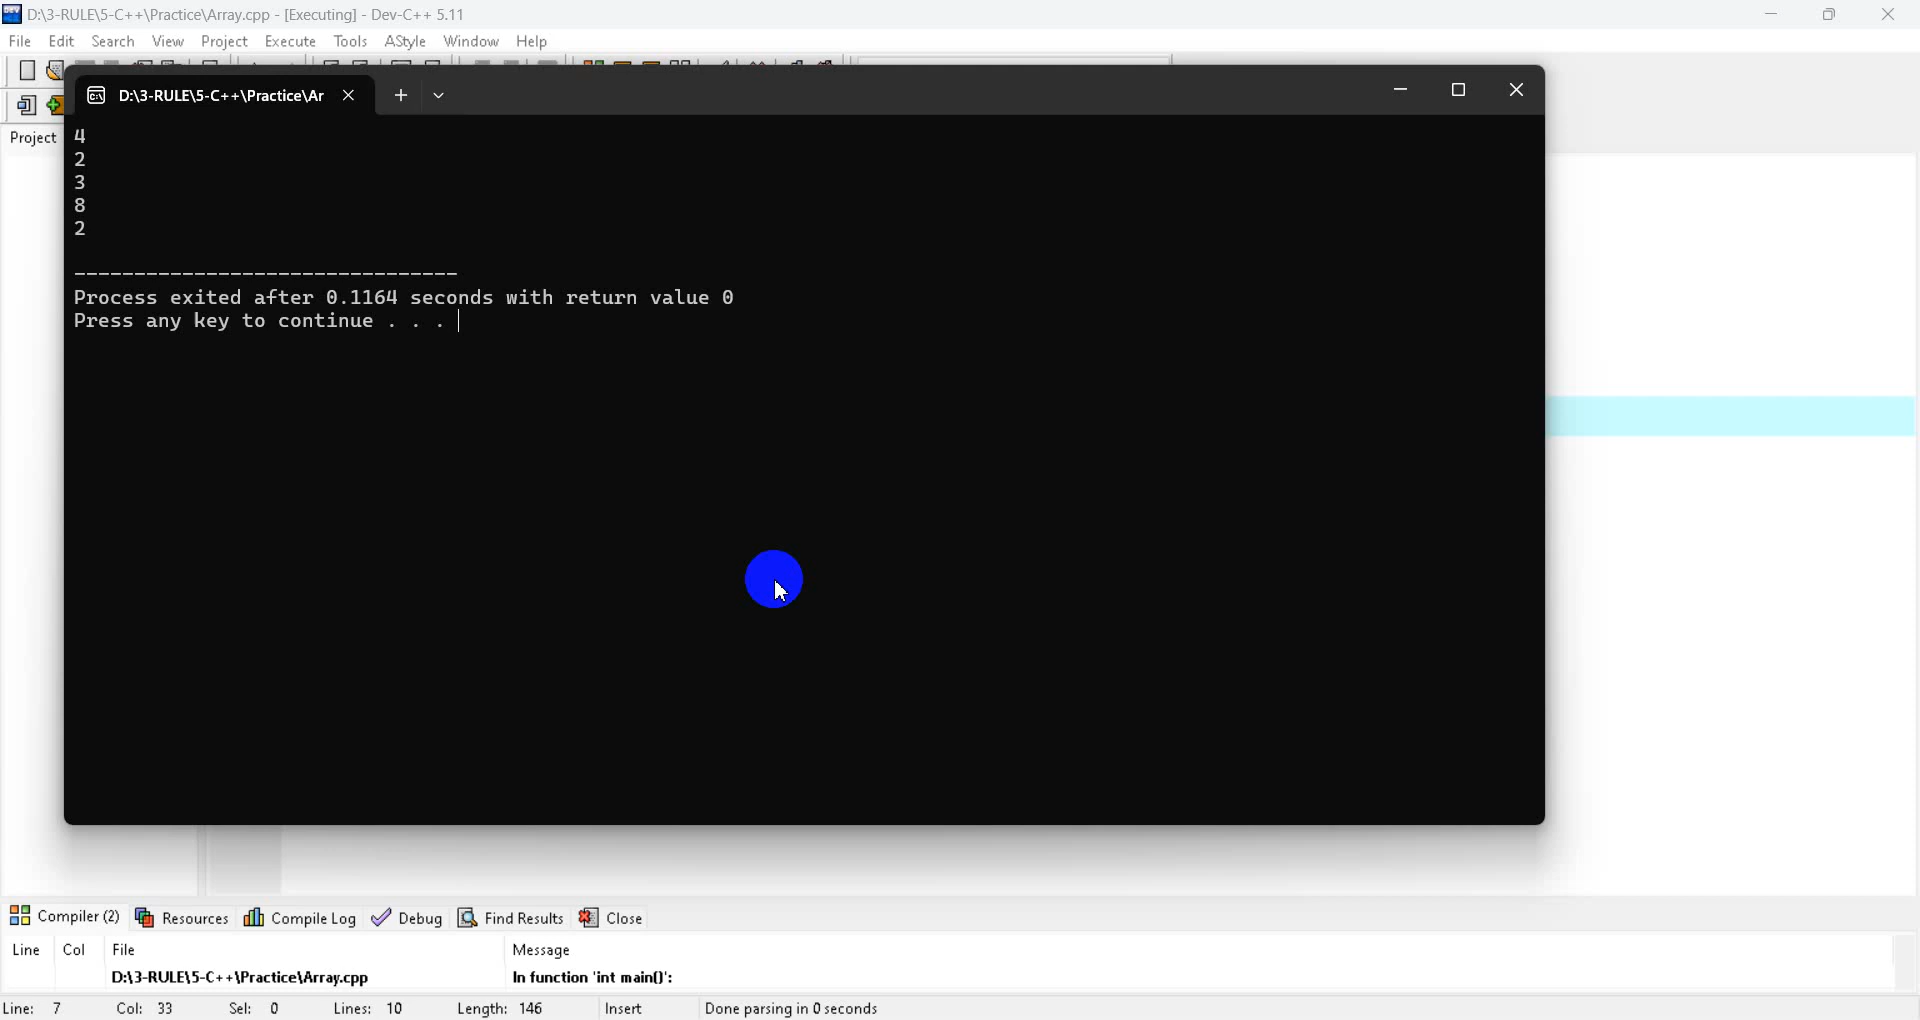 D:\3-RULE\5-C++\Practice\Array.cpp - [Executing] - Dev-C++ 5.11
File Edit Search View Project Execute Tools AStyle Window Help
D:\3-RULE\5-C++\Practice\Ar
Project
4
2
3
8
2
--------------------------------
Process exited after 0.1164 seconds with return value 0
Press any key to continue . . .
Compiler (2) Resources Compile Log Debug Find Results Close
Line Col File Message
D:\3-RULE\5-C++\Practice\Array.cpp In function 'int main()':
Line: 7 Col: 33 Sel: 0 Lines: 10 Length: 146 Insert Done parsing in 0 seconds